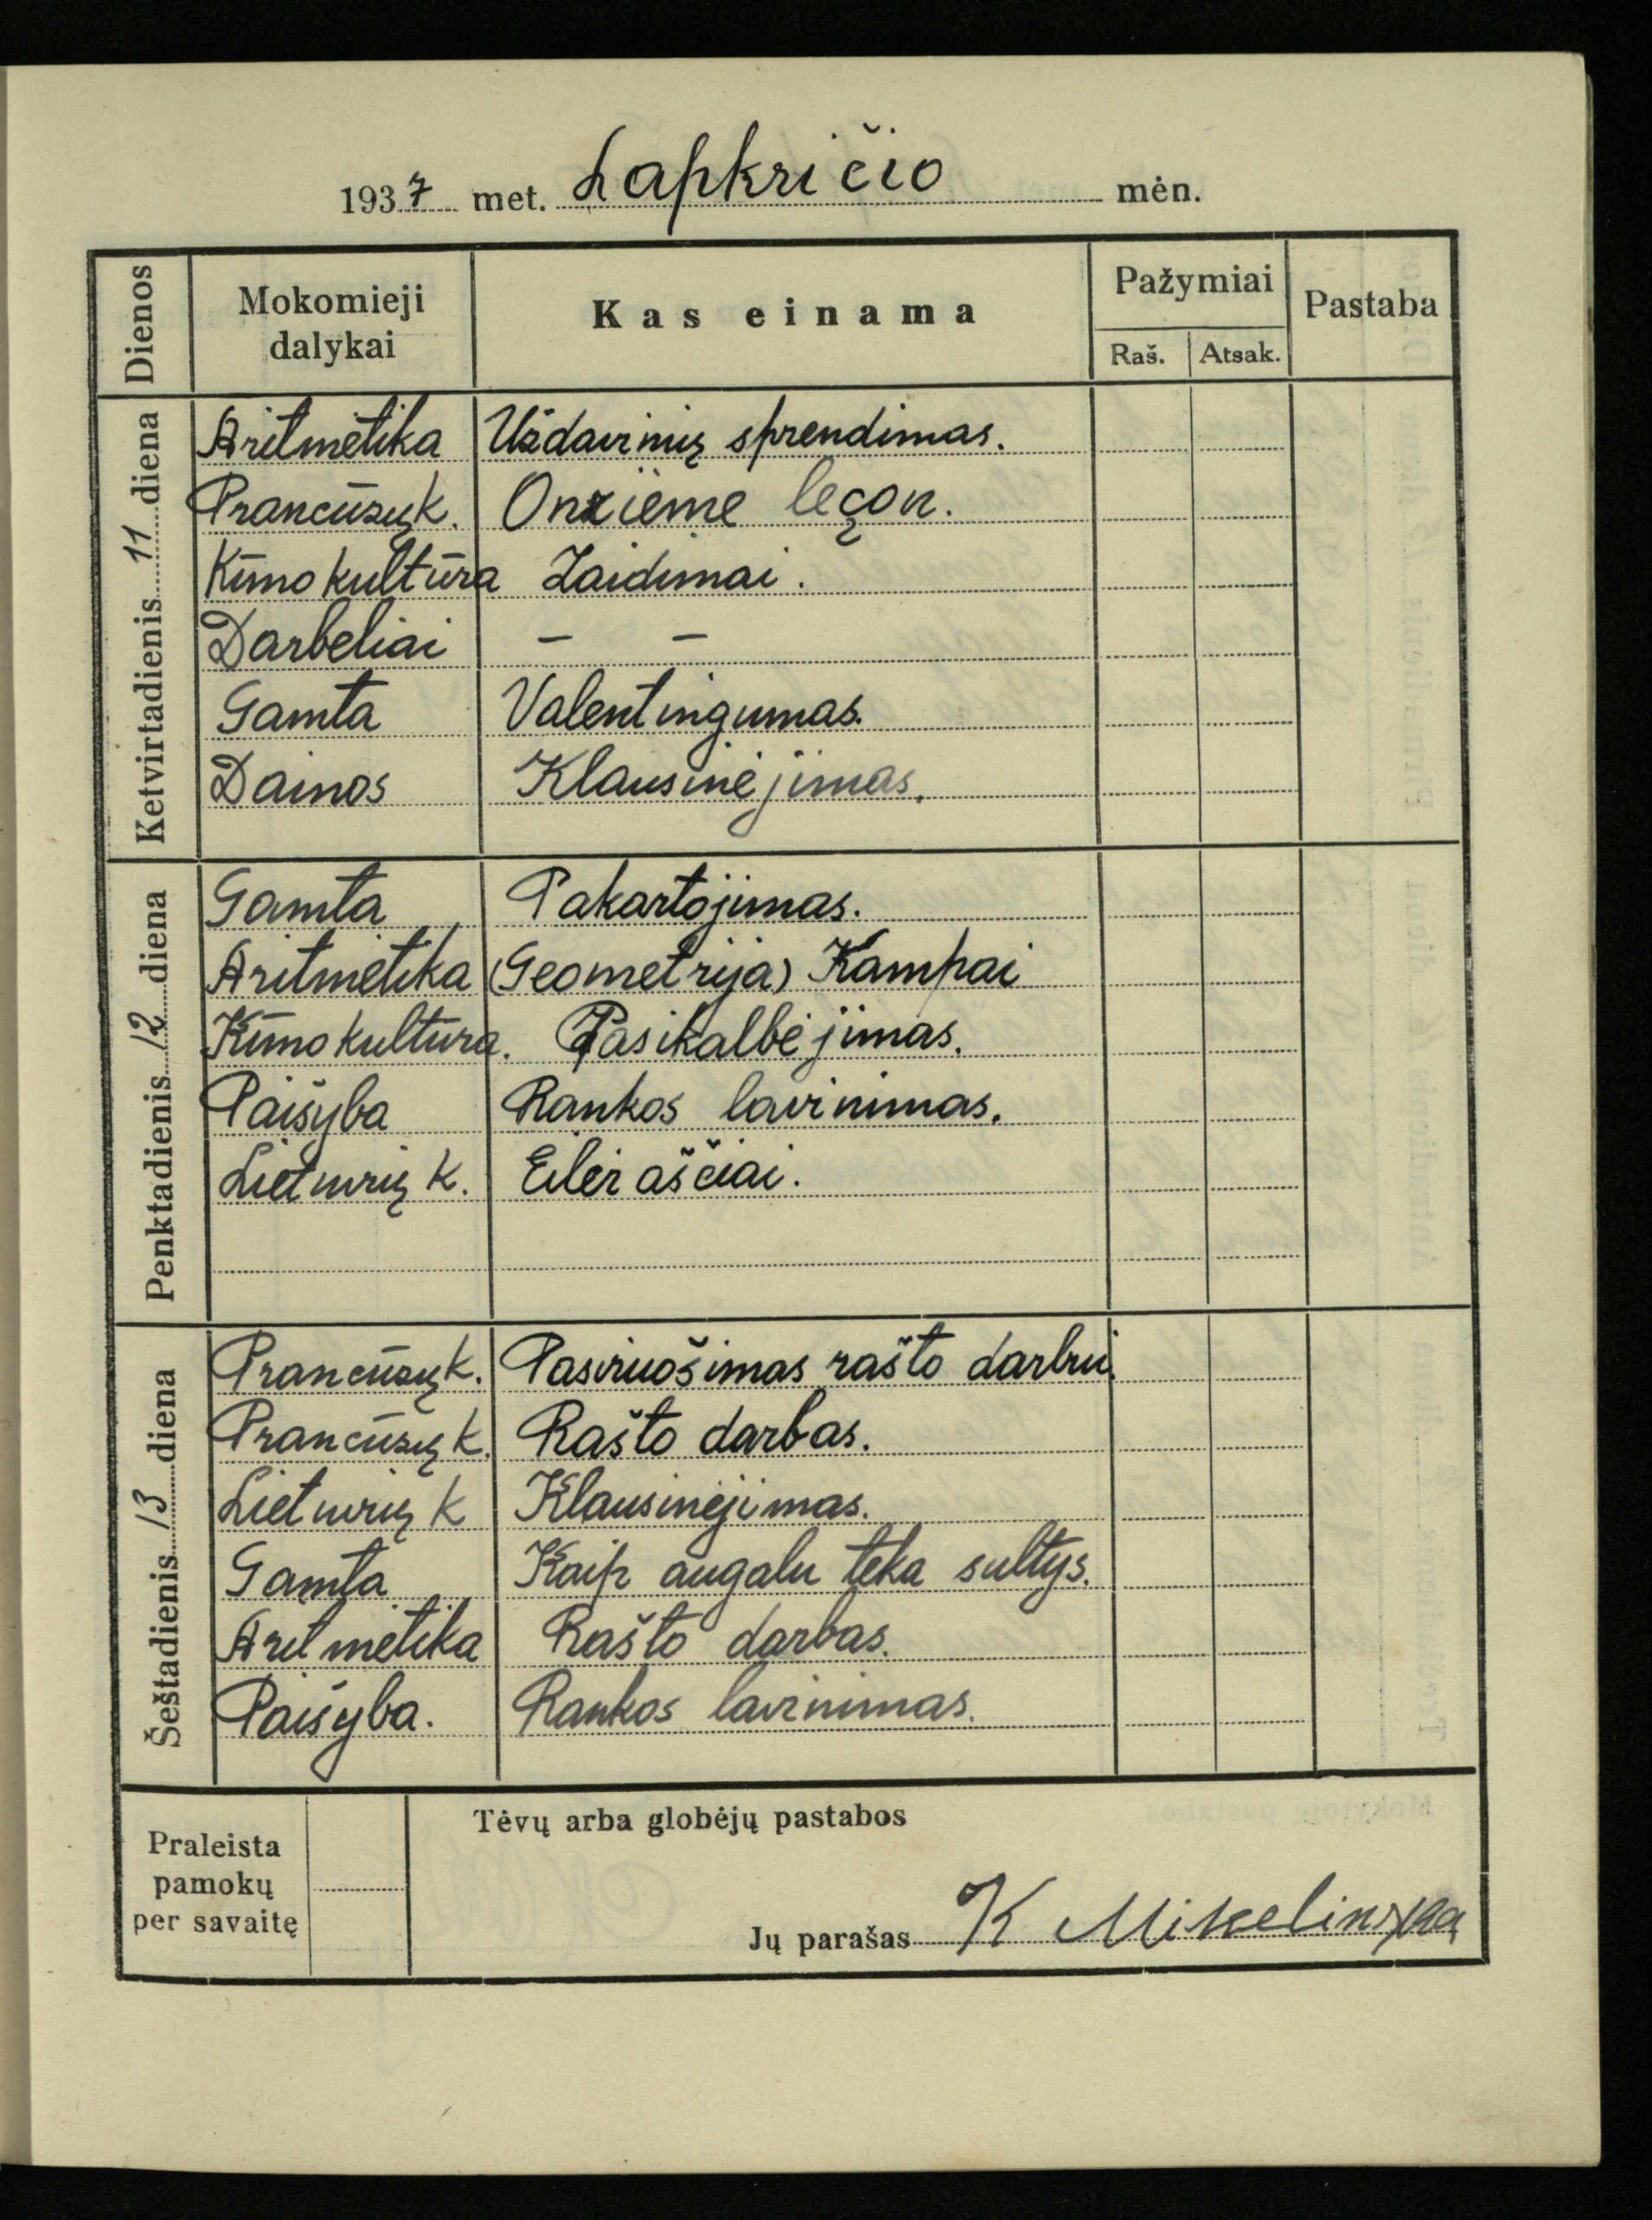 1937 met. Lapkričio mėn.
Dienos
Mokomieji dalykai
Kas einama
Pažymiai
Raš. Atsak.
Pastaba
Ketvirtadienis 11 diena
Aritmetika Uždavinių sprendimas.
Prancūzų k. Onzième leçon.
Kūno kultūra Žaidimai.
Darbeliai – –
Gamta Valentingumas.
Dainos Klausinėjimas.
Penktadienis 12 diena
Gamta Pakartojimas.
Aritmetika (Geometrija) Kampai
Kūno kultūra. Pasikalbėjimas.
Paišyba Rankos lavinimas.
Lietuvių k. Eilėraščiai.
Šeštadienis 13 diena
Prancūzų k. Pasiruošimas rašto darbui.
Prancūzų k. Rašto darbas.
Lietuvių k Klausinėjimas.
Gamta Kaip augalu teka sultys.
Aritmetika Rašto darbas.
Paišyba. Rankos lavinimas.
Praleista
pamokų
per savaitę
Tėvų arba globėjų pastabos
Jų parašas K